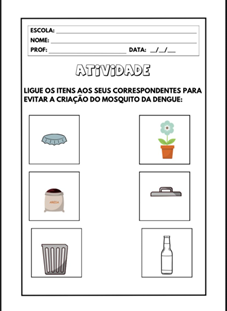 ESCOLA:
NOME:
PROF: DATA: __/__/__
ATIVIDADE
LIGUE OS ITENS AOS SEUS CORRESPONDENTES PARA
EVITAR A CRIAÇÃO DO MOSQUITO DA DENGUE: